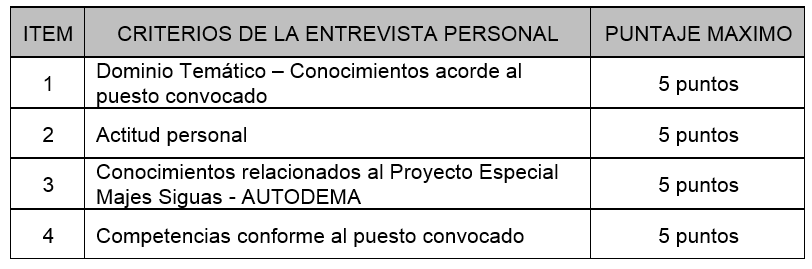 ITEM CRITERIOS DE LA ENTREVISTA PERSONAL PUNTAJE MAXIMO
1 Dominio Temático – Conocimientos acorde al
puesto convocado 5 puntos
2 Actitud personal 5 puntos
3 Conocimientos relacionados al Proyecto Especial
Majes Siguas - AUTODEMA 5 puntos
4 Competencias conforme al puesto convocado 5 puntos